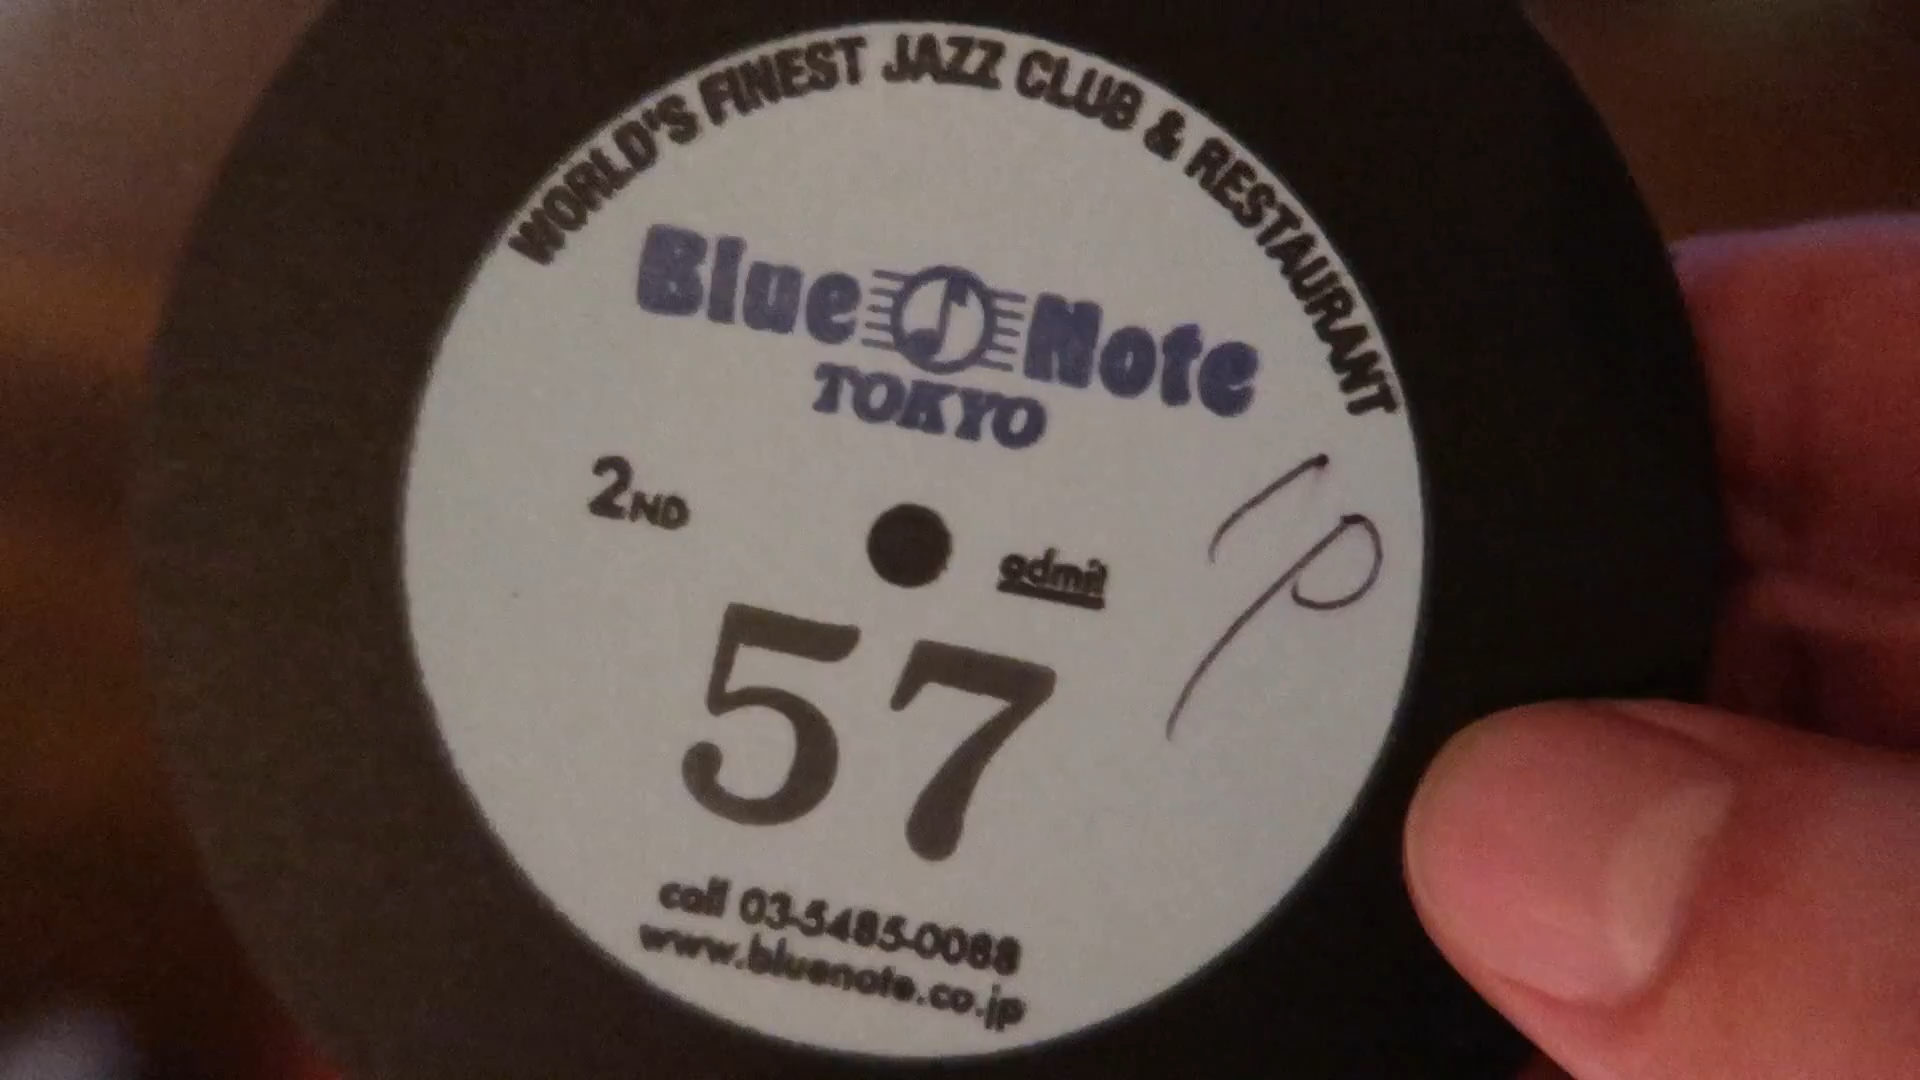 WORLD'S FINEST JAZZ CLUB & RESTAURANT
Blue Note
TOKYO
2ND
admit
1P
57
call 03-5485-0088
www.bluenote.co.jp